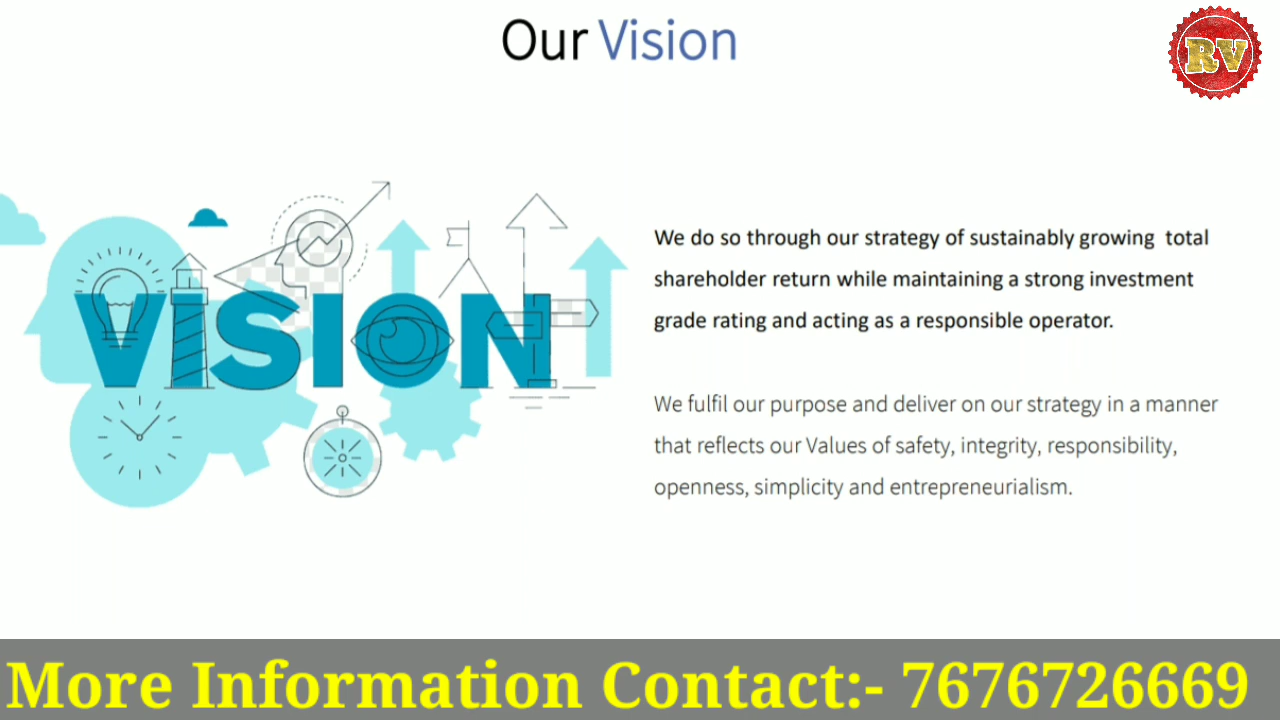 Our Vision
RV
VISION
We do so through our strategy of sustainably growing total
shareholder return while maintaining a strong investment
grade rating and acting as a responsible operator.
We fulfil our purpose and deliver on our strategy in a manner
that reflects our Values of safety, integrity, responsibility,
openness, simplicity and entrepreneurialism.
More Information Contact:- 7676726669